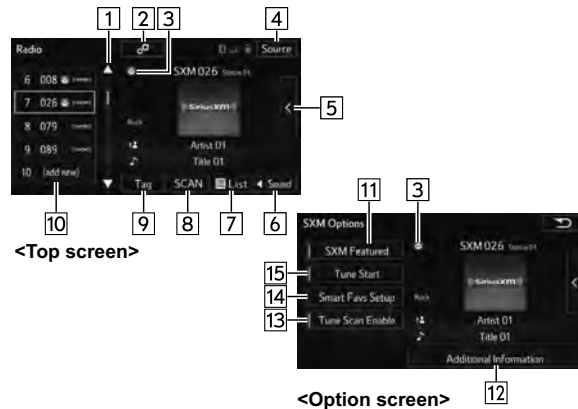 1 2 3 4
Radio
Source
6 008
SXM 026 Station 01
7 026
((SiriusXM))
5
8 079
Rock
9 089
Artist 01
10 (add new)
Title 01
Tag SCAN List Sound
10 9 8 7 6
<Top screen>
11 3
SXM Options
SXM Featured
SXM 026 Station 01
15 Tune Start
((SiriusXM))
14 Smart Favs Setup
Rock
13 Tune Scan Enable
Artist 01
Title 01
Additional Information
12
<Option screen>